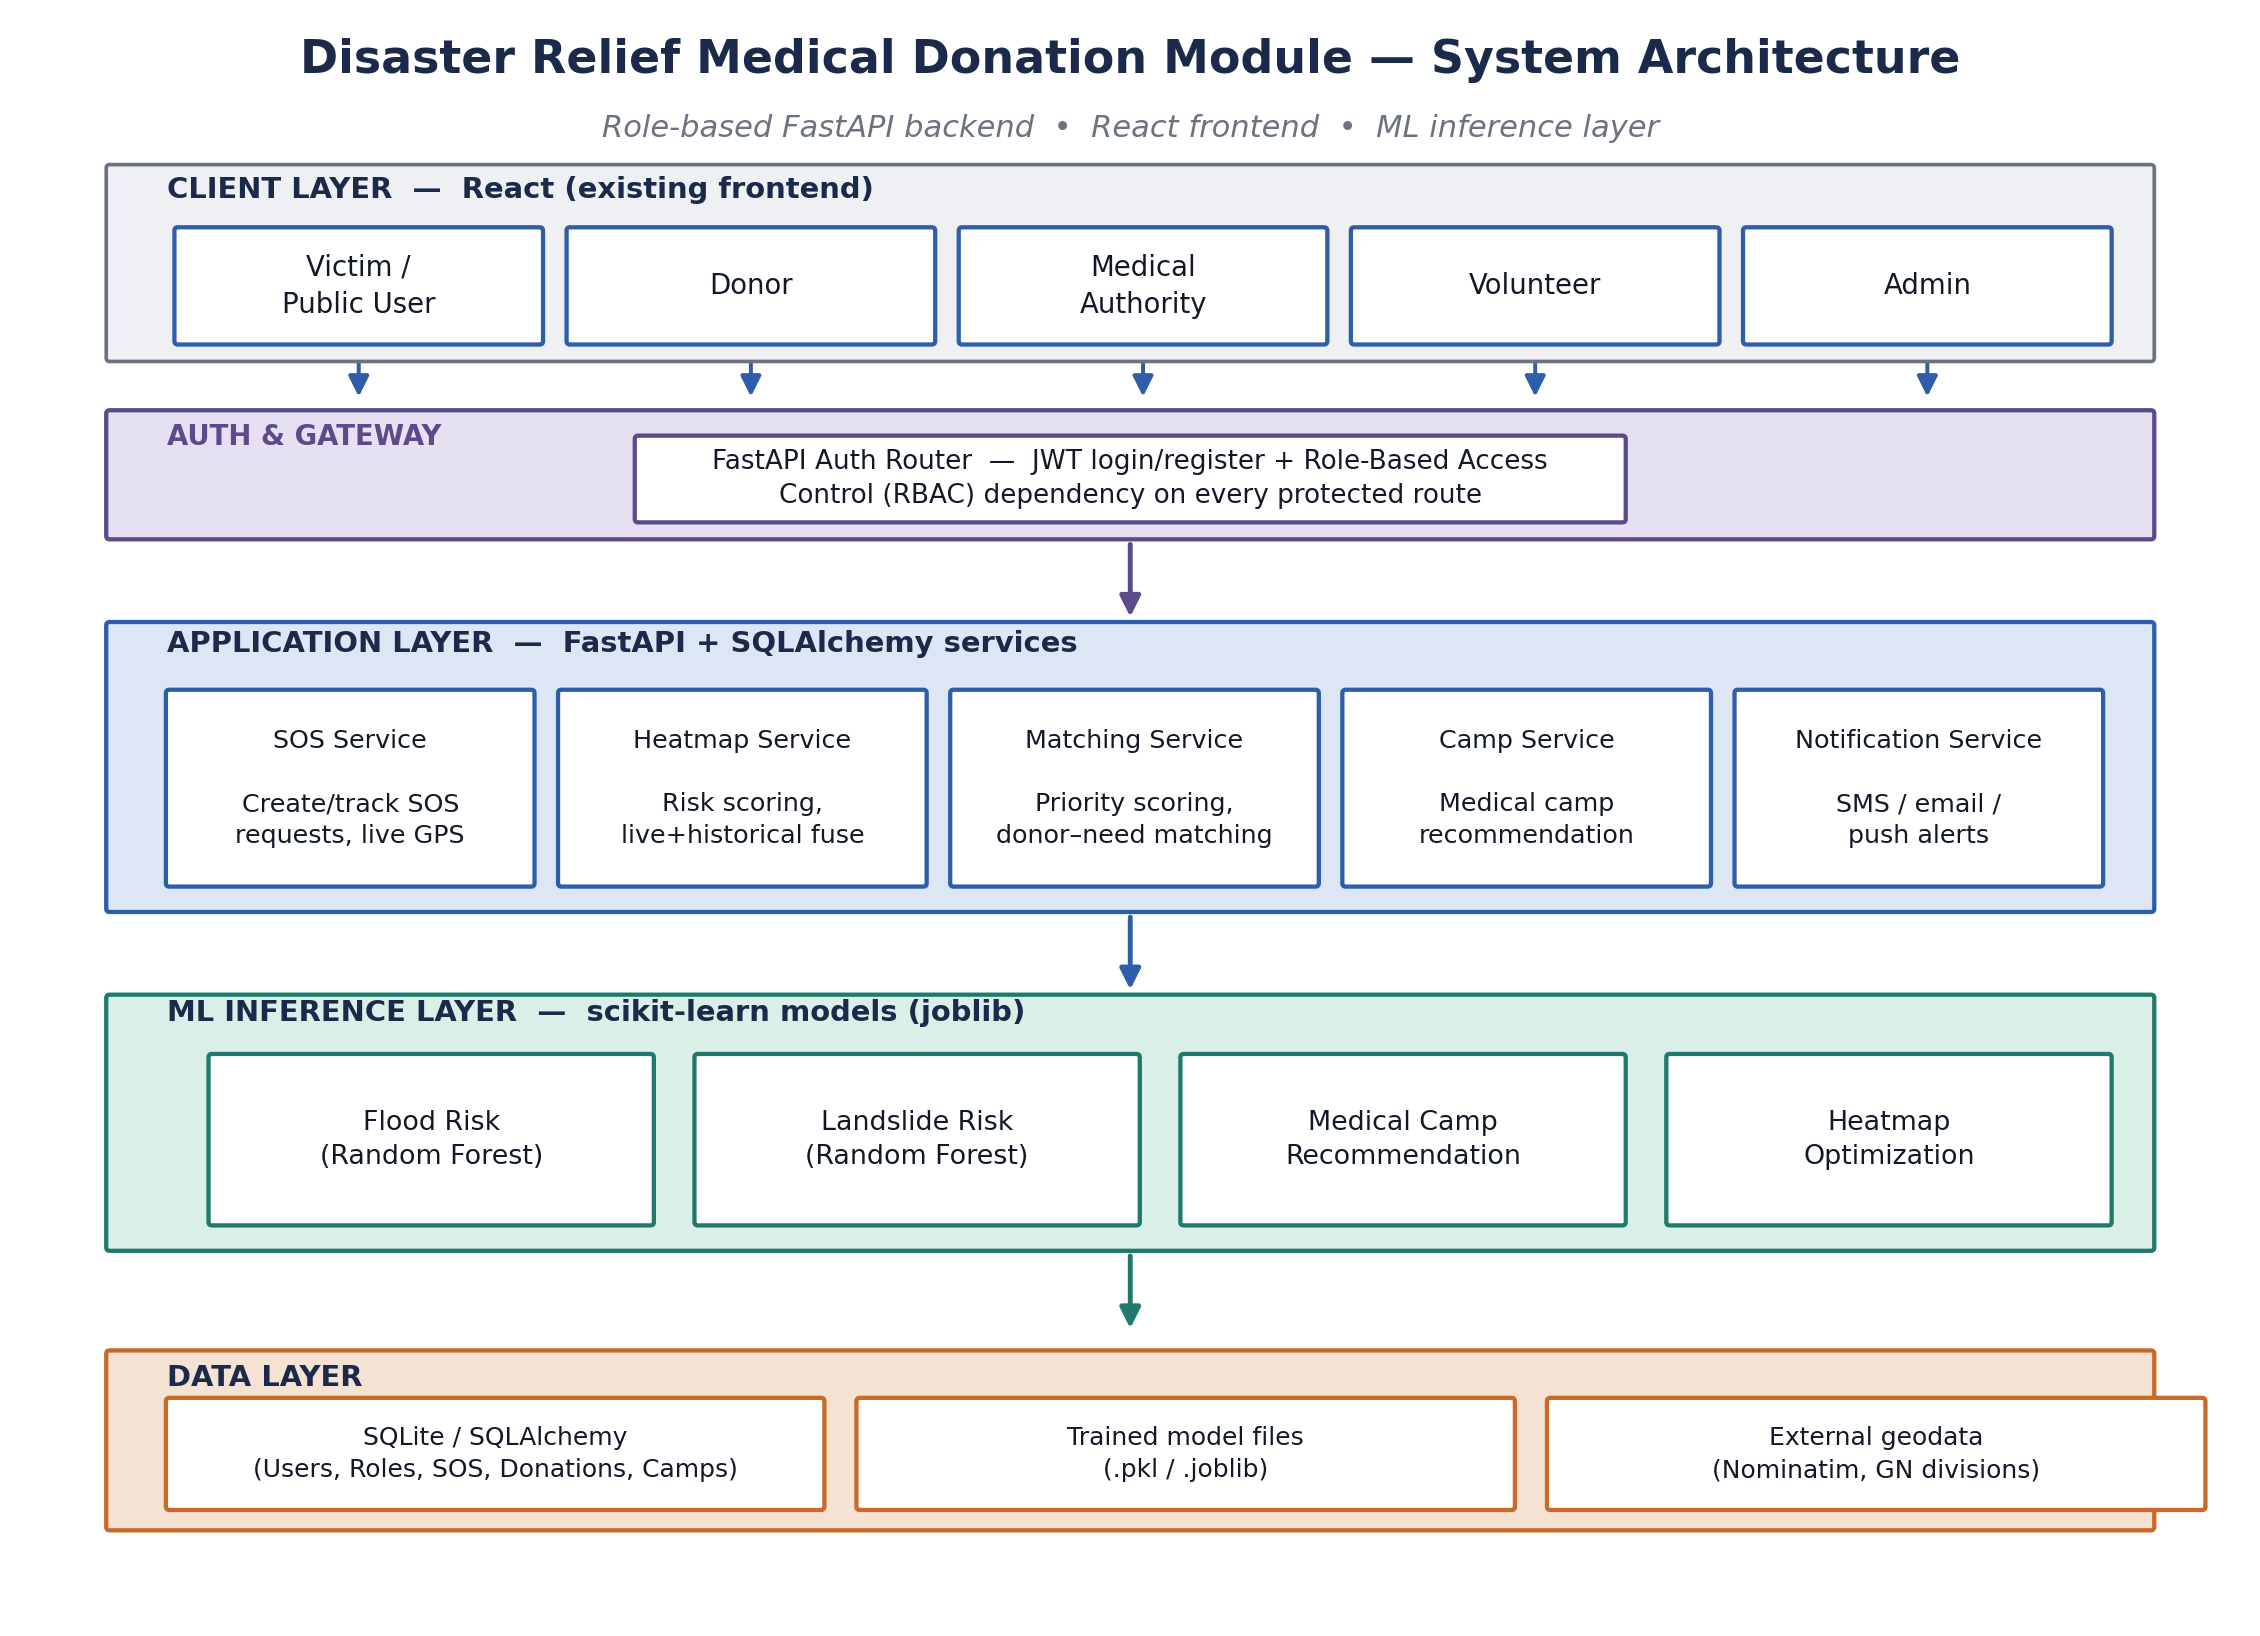 Disaster Relief Medical Donation Module — System Architecture
Role-based FastAPI backend • React frontend • ML inference layer
CLIENT LAYER — React (existing frontend)
Victim /
Public User
Donor
Medical
Authority
Volunteer
Admin
AUTH & GATEWAY
FastAPI Auth Router — JWT login/register + Role-Based Access
Control (RBAC) dependency on every protected route
APPLICATION LAYER — FastAPI + SQLAlchemy services
SOS Service
Create/track SOS
requests, live GPS
Heatmap Service
Risk scoring,
live+historical fuse
Matching Service
Priority scoring,
donor–need matching
Camp Service
Medical camp
recommendation
Notification Service
SMS / email /
push alerts
ML INFERENCE LAYER — scikit-learn models (joblib)
Flood Risk
(Random Forest)
Landslide Risk
(Random Forest)
Medical Camp
Recommendation
Heatmap
Optimization
DATA LAYER
SQLite / SQLAlchemy
(Users, Roles, SOS, Donations, Camps)
Trained model files
(.pkl / .joblib)
External geodata
(Nominatim, GN divisions)